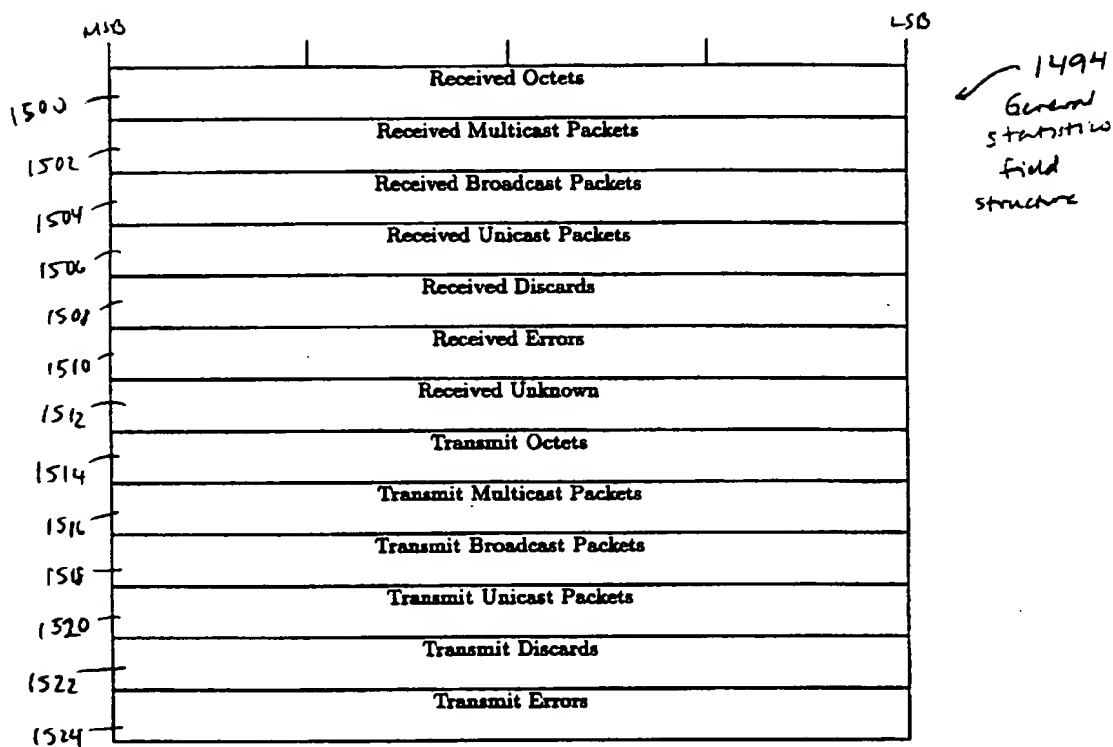 MSB LSB
Received Octets
1494
General
statistics
field
structure
1500
Received Multicast Packets
1502
Received Broadcast Packets
1504
Received Unicast Packets
1506
Received Discards
1508
Received Errors
1510
Received Unknown
1512
Transmit Octets
1514
Transmit Multicast Packets
1516
Transmit Broadcast Packets
1518
Transmit Unicast Packets
1520
Transmit Discards
1522
Transmit Errors
1524